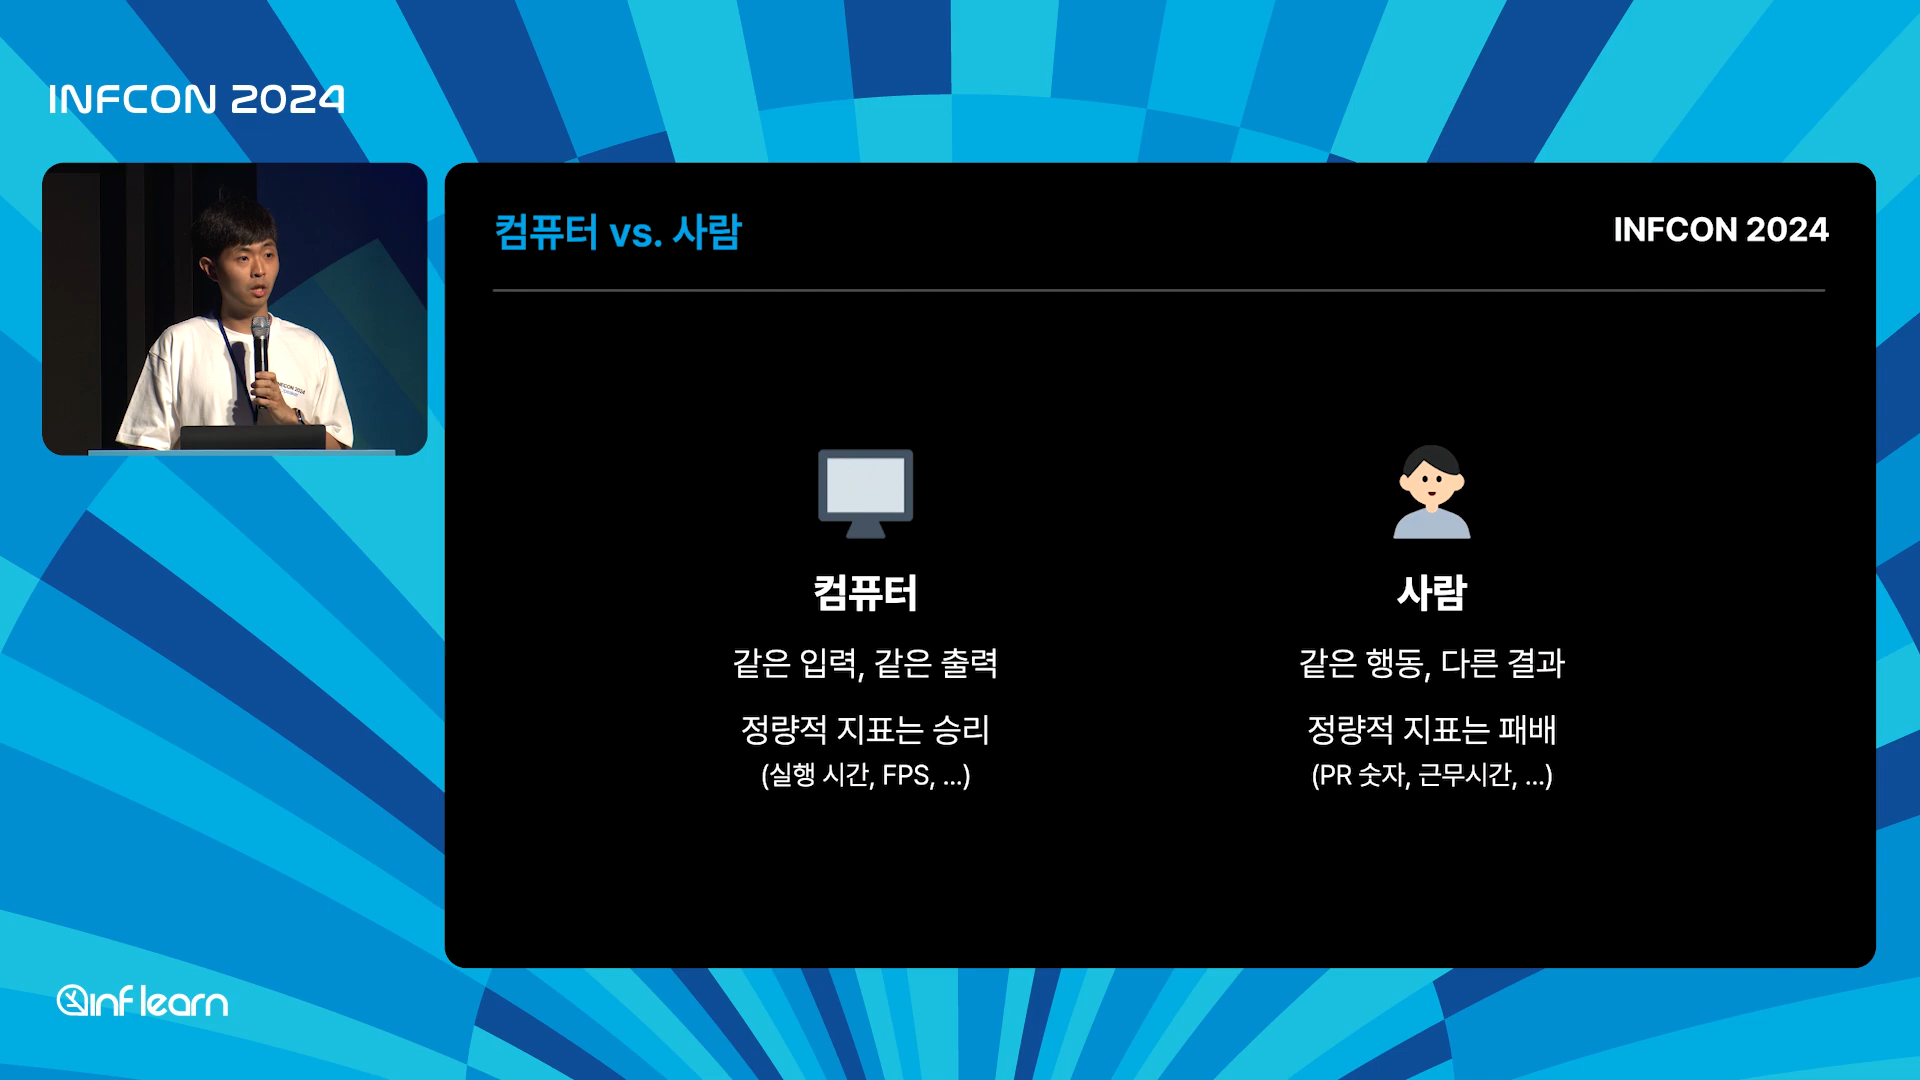 INFCON 2024
컴퓨터 vs. 사람
INFCON 2024
컴퓨터
같은 입력, 같은 출력
정량적 지표는 승리
(실행 시간, FPS, ...)
사람
같은 행동, 다른 결과
정량적 지표는 패배
(PR 숫자, 근무시간, ...)
INFCON 2024
inflearn